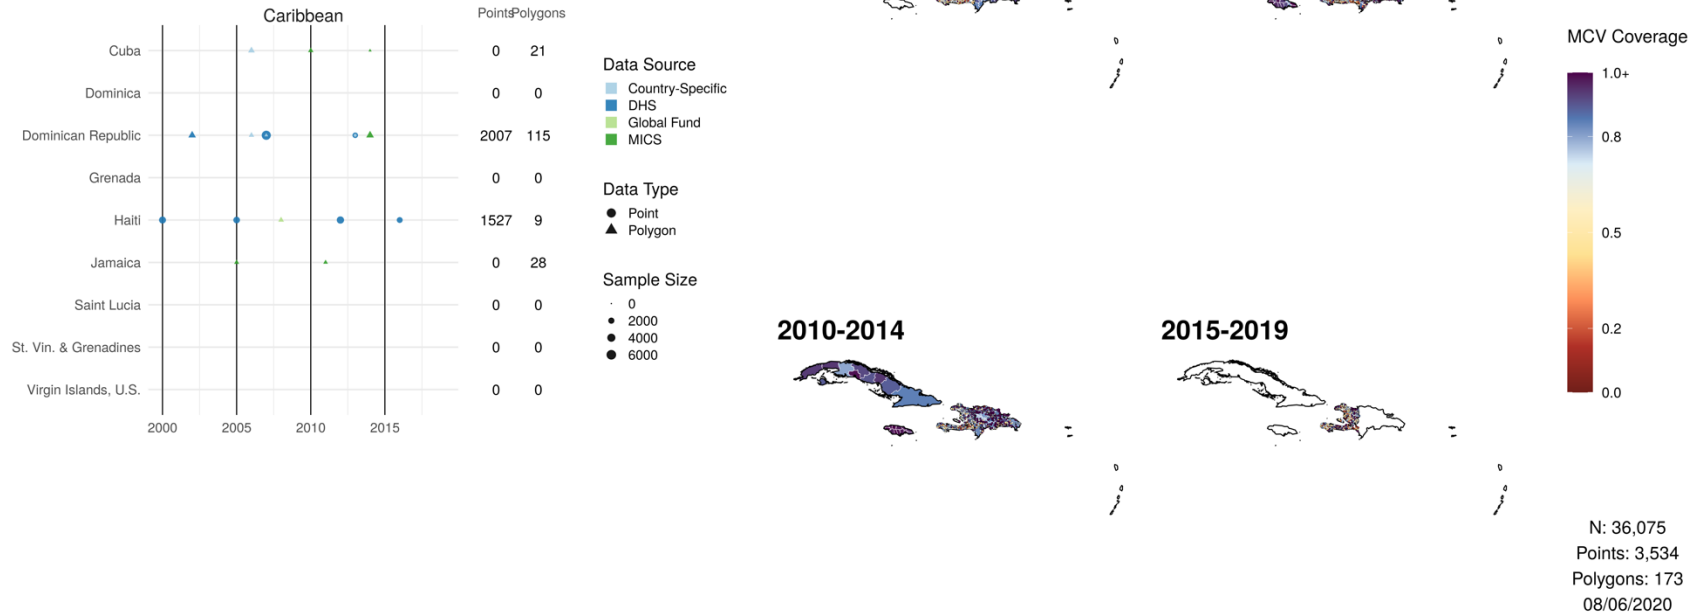 Caribbean
Points Polygons
Cuba 0 21
Dominica 0 0
Dominican Republic 2007 115
Grenada 0 0
Haiti 1527 9
Jamaica 0 28
Saint Lucia 0 0
St. Vin. & Grenadines 0 0
Virgin Islands, U.S. 0 0
2000 2005 2010 2015
Data Source
Country-Specific
DHS
Global Fund
MICS
Data Type
Point
Polygon
Sample Size
0
2000
4000
6000
2010-2014
2015-2019
MCV Coverage
1.0+
0.8
0.5
0.2
0.0
N: 36,075
Points: 3,534
Polygons: 173
08/06/2020